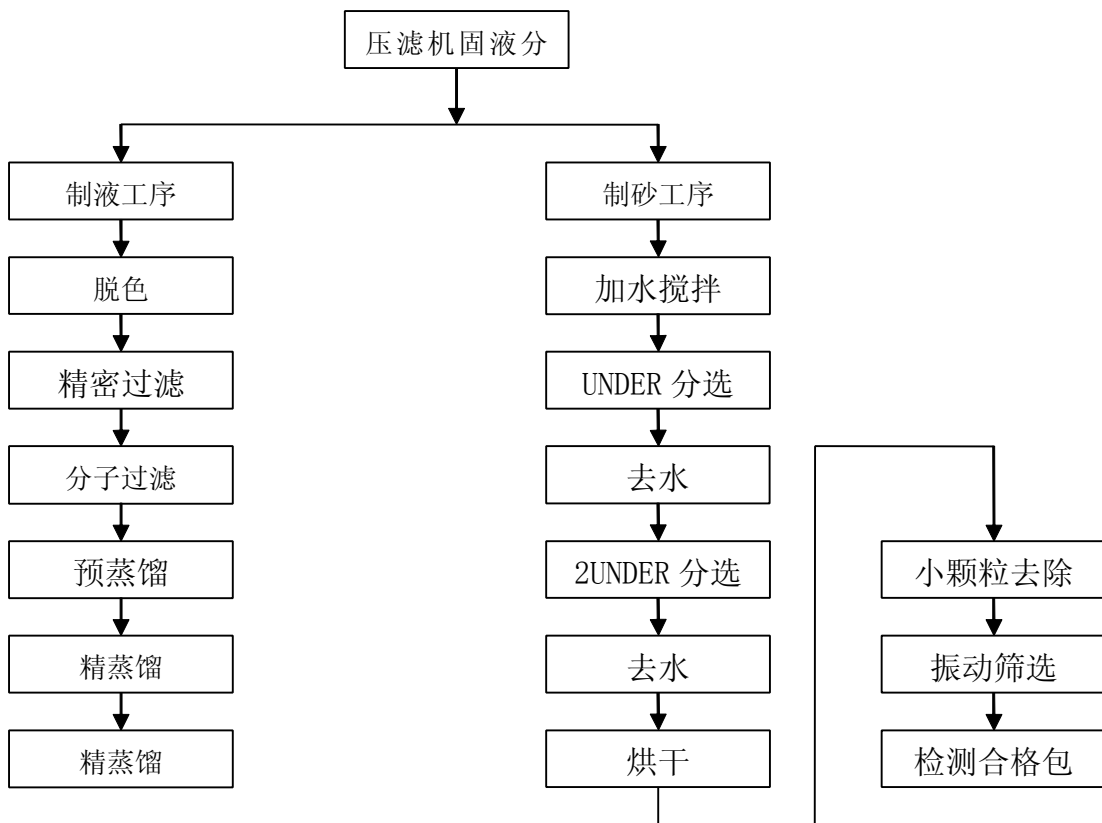 压滤机固液分
制液工序
脱色
精密过滤
分子过滤
预蒸馏
精蒸馏
精蒸馏
制砂工序
加水搅拌
UNDER 分选
去水
2UNDER 分选
去水
烘干
小颗粒去除
振动筛选
检测合格包